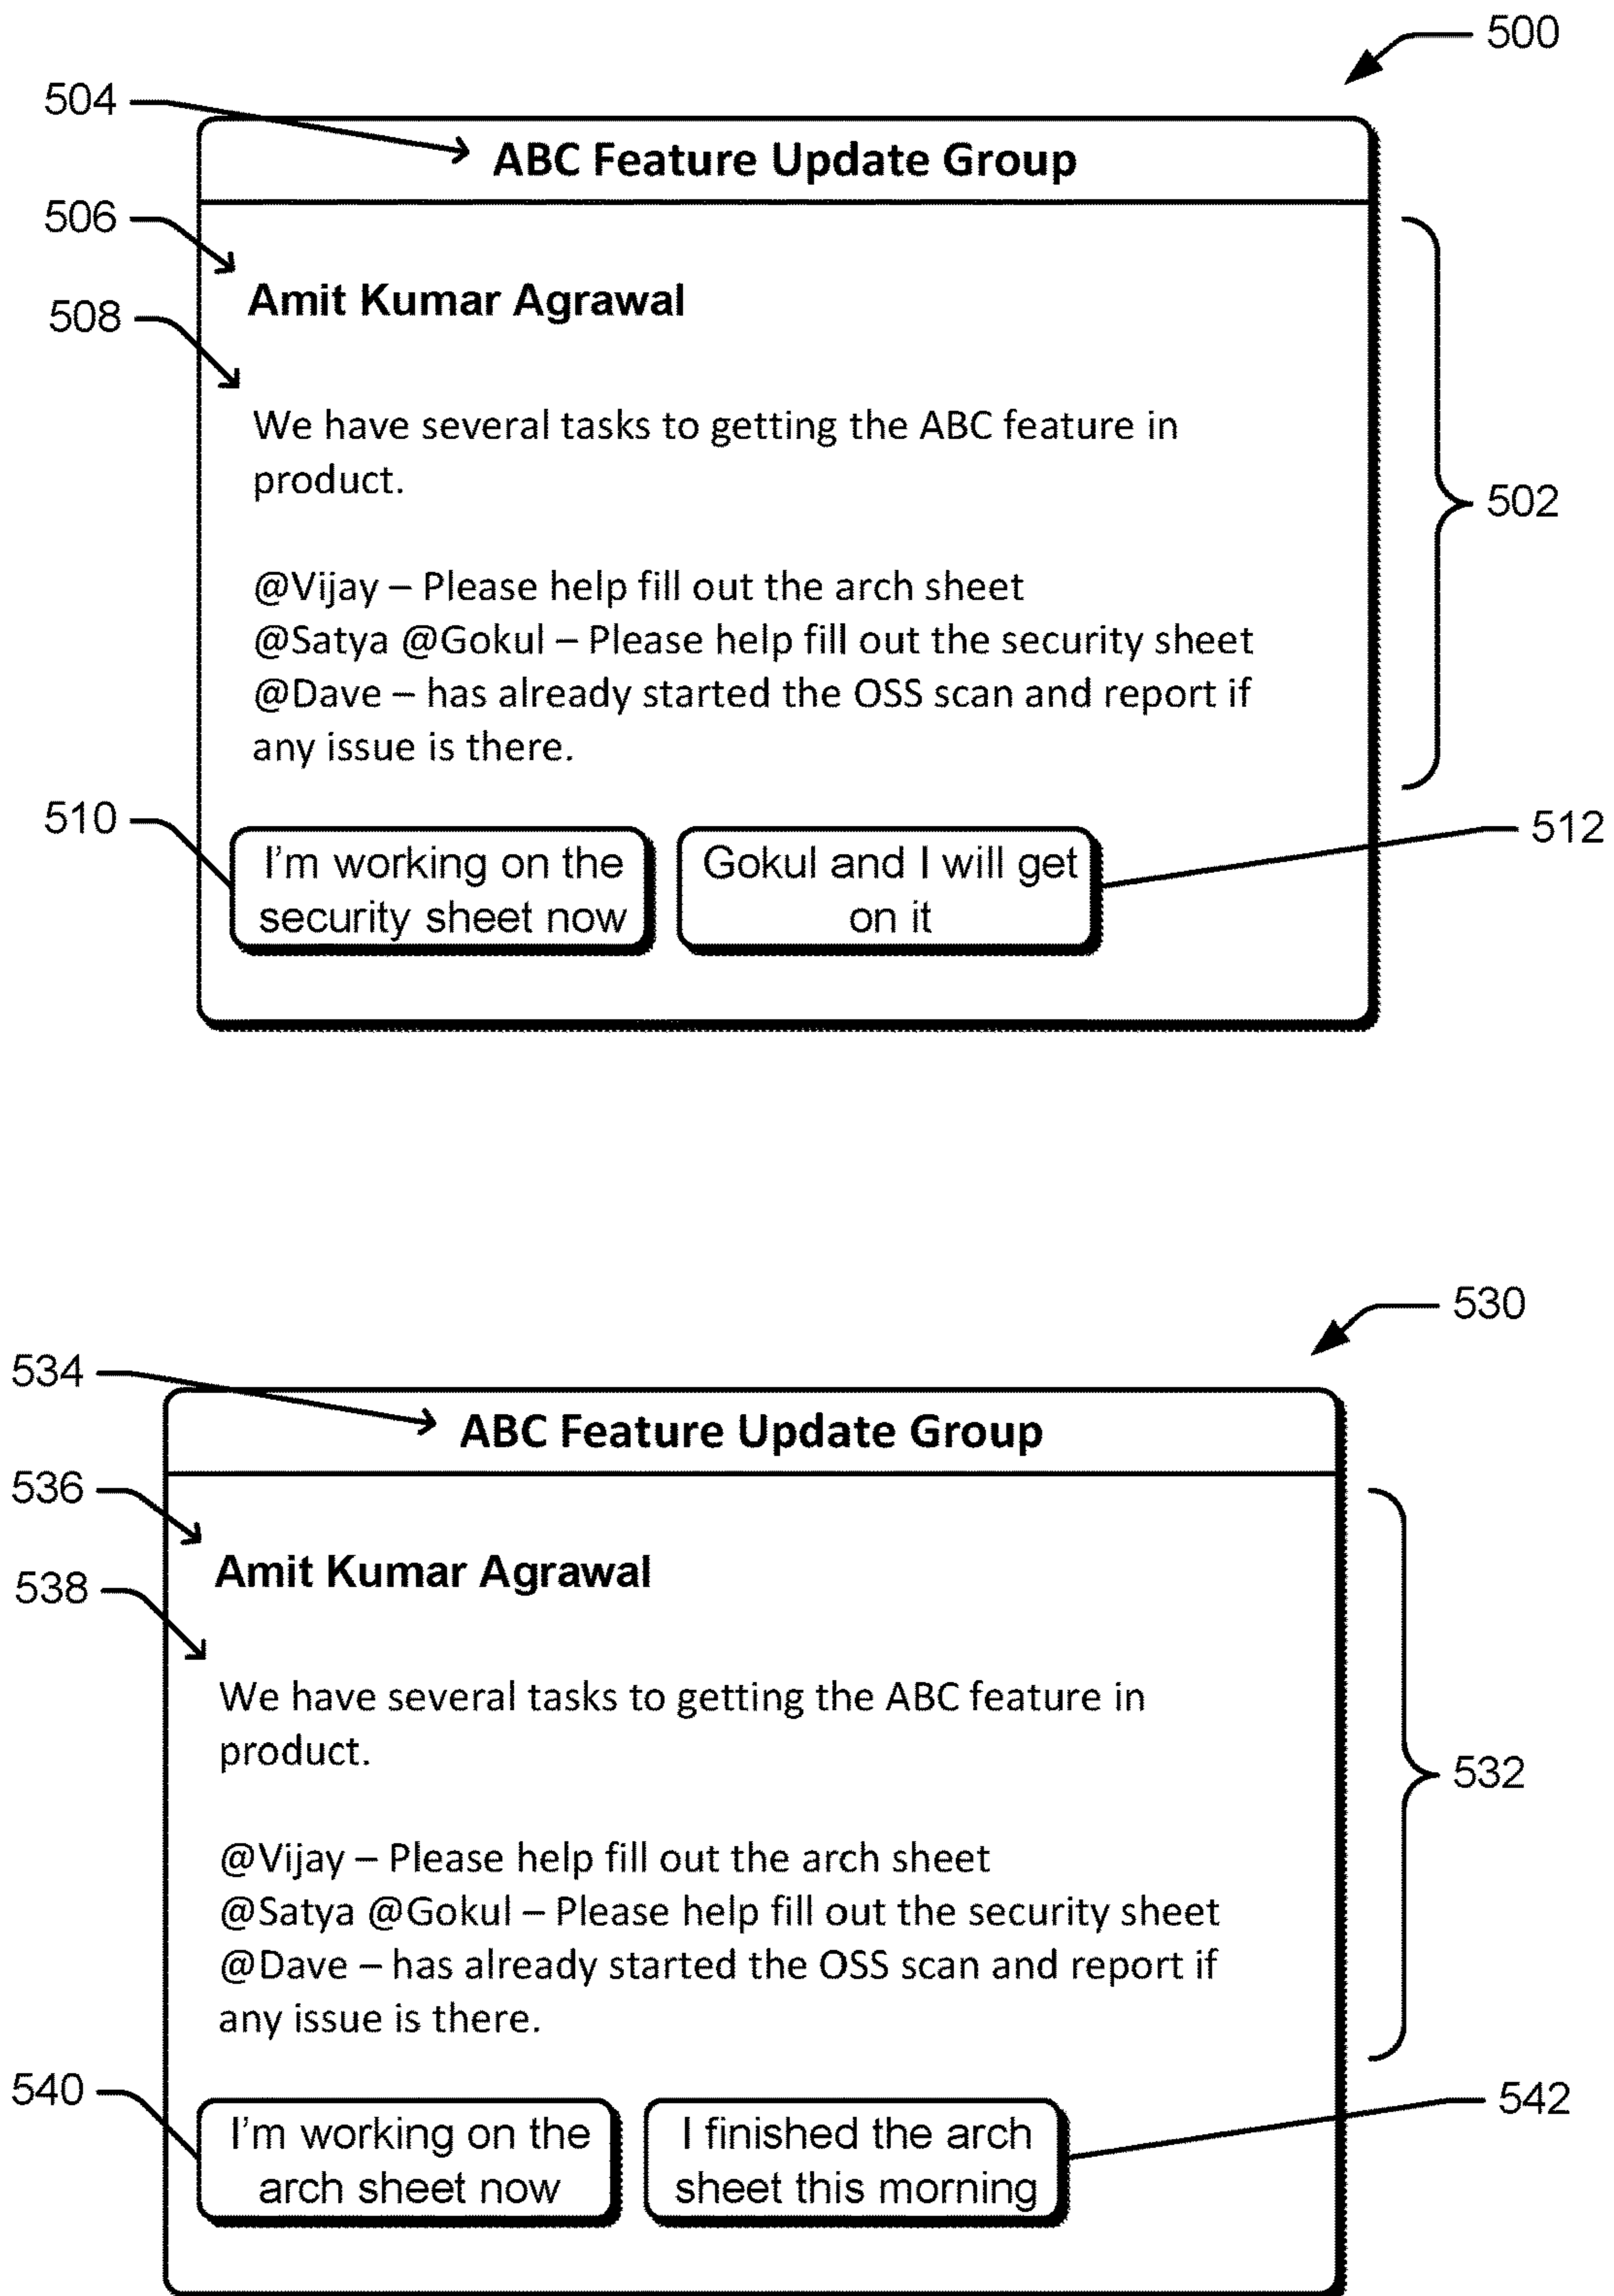 500
504
ABC Feature Update Group
506
Amit Kumar Agrawal
508
We have several tasks to getting the ABC feature in
product.
502
@Vijay – Please help fill out the arch sheet
@Satya @Gokul – Please help fill out the security sheet
@Dave – has already started the OSS scan and report if
any issue is there.
510
I'm working on the
security sheet now
Gokul and I will get
on it
512
530
534
ABC Feature Update Group
536
Amit Kumar Agrawal
538
We have several tasks to getting the ABC feature in
product.
532
@Vijay – Please help fill out the arch sheet
@Satya @Gokul – Please help fill out the security sheet
@Dave – has already started the OSS scan and report if
any issue is there.
540
I'm working on the
arch sheet now
I finished the arch
sheet this morning
542